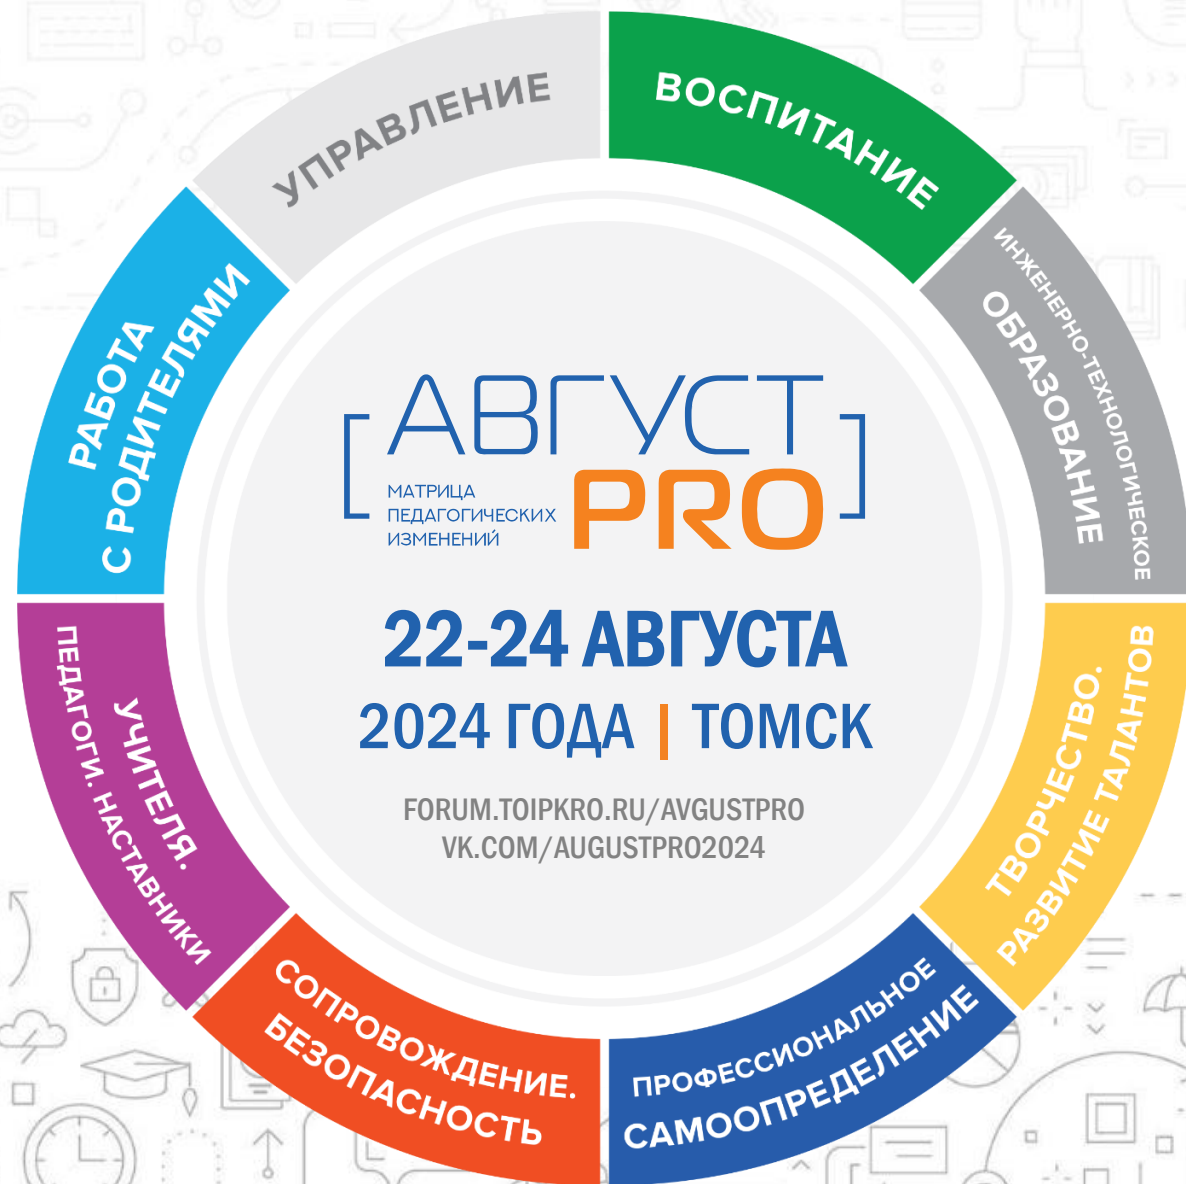 УПРАВЛЕНИЕ
ВОСПИТАНИЕ
ИНЖЕНЕРНО-ТЕХНОЛОГИЧЕСКОЕ
ОБРАЗОВАНИЕ
ТВОРЧЕСТВО.
РАЗВИТИЕ ТАЛАНТОВ
ПРОФЕССИОНАЛЬНОЕ
САМООПРЕДЕЛЕНИЕ
СОПРОВОЖДЕНИЕ.
БЕЗОПАСНОСТЬ
УЧИТЕЛЯ.
ПЕДАГОГИ. НАСТАВНИКИ
РАБОТА
С РОДИТЕЛЯМИ
[АВГУСТ
PRO]
МАТРИЦА
ПЕДАГОГИЧЕСКИХ
ИЗМЕНЕНИЙ
22-24 АВГУСТА
2024 ГОДА | ТОМСК
FORUM.TOIPKRO.RU/AVGUSTPRO
VK.COM/AUGUSTPRO2024